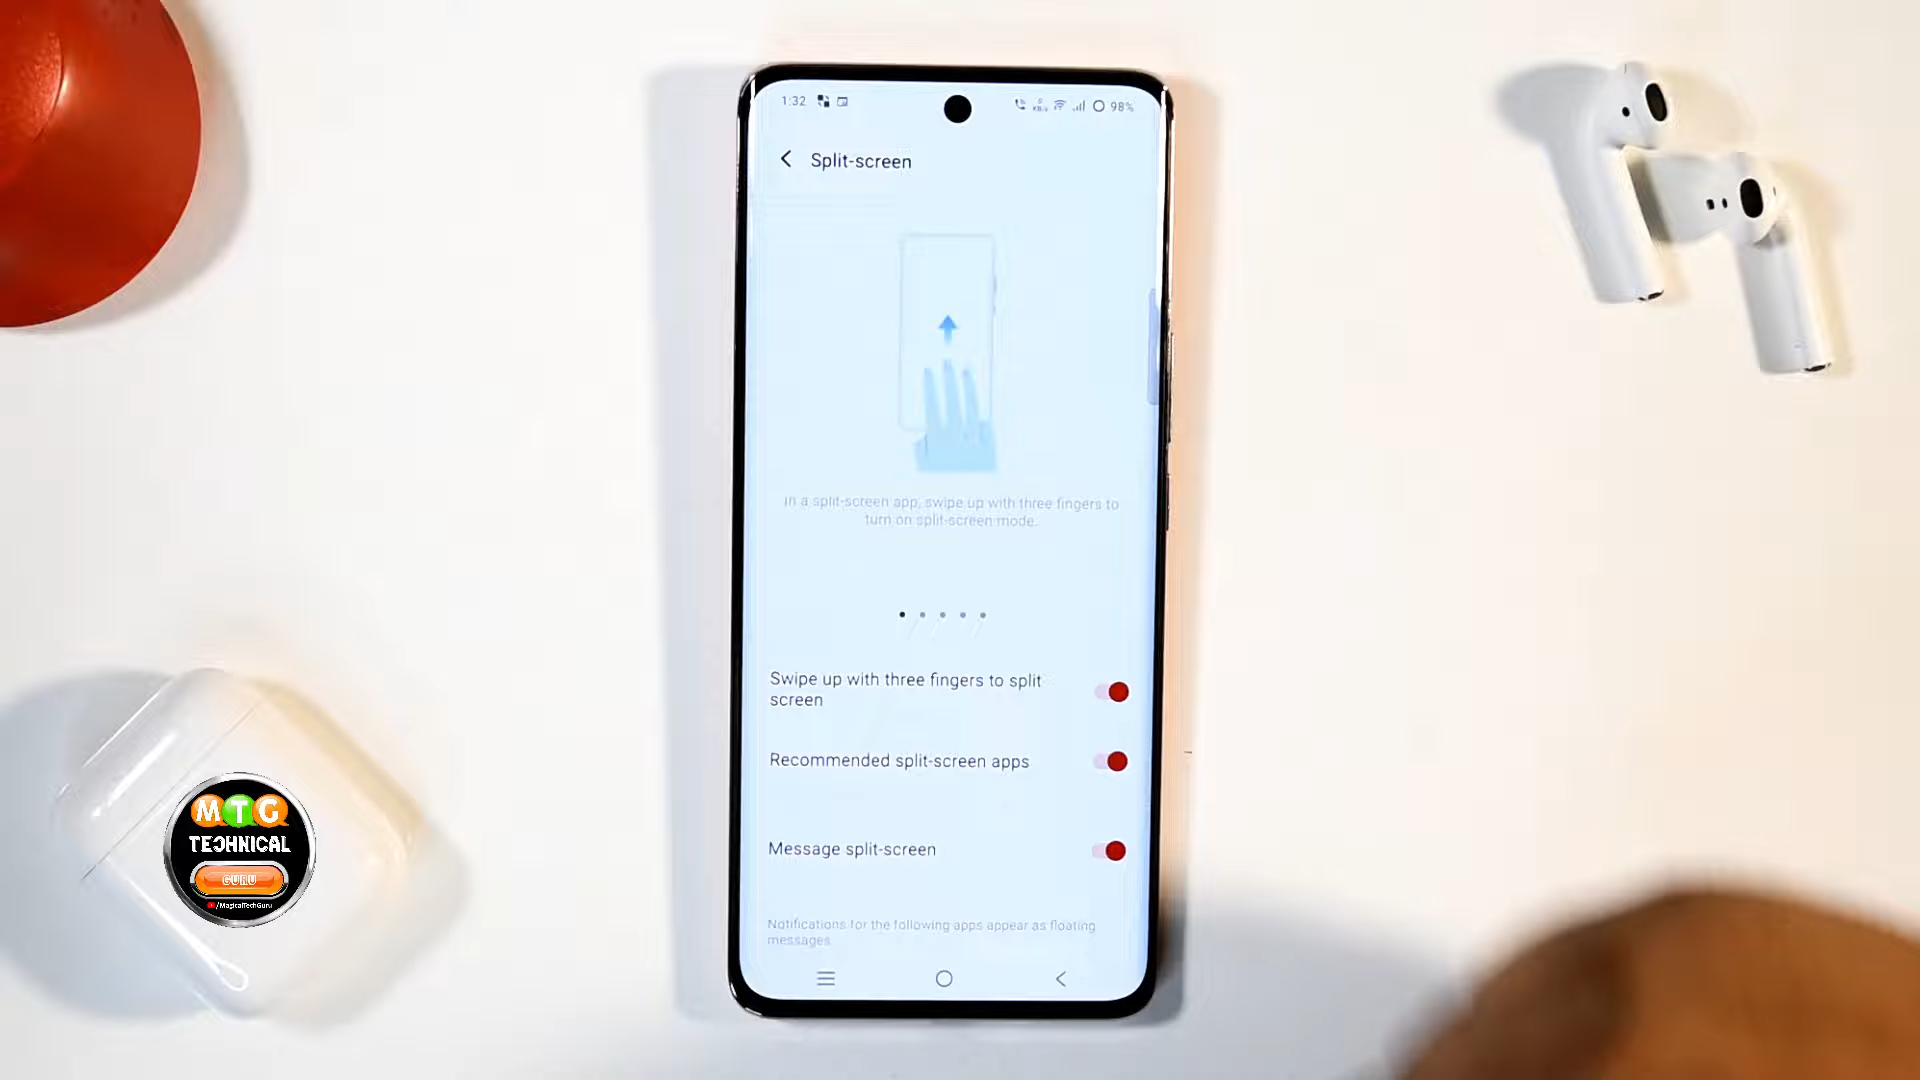 1:32
98%
Split-screen
In a split-screen app, swipe up with three fingers to
turn on split-screen mode.
Swipe up with three fingers to split
screen
Recommended split-screen apps
Message split-screen
Notifications for the following apps appear as floating
messages.
MTG
TECHNICAL
GURU
/MagicalTechGuru